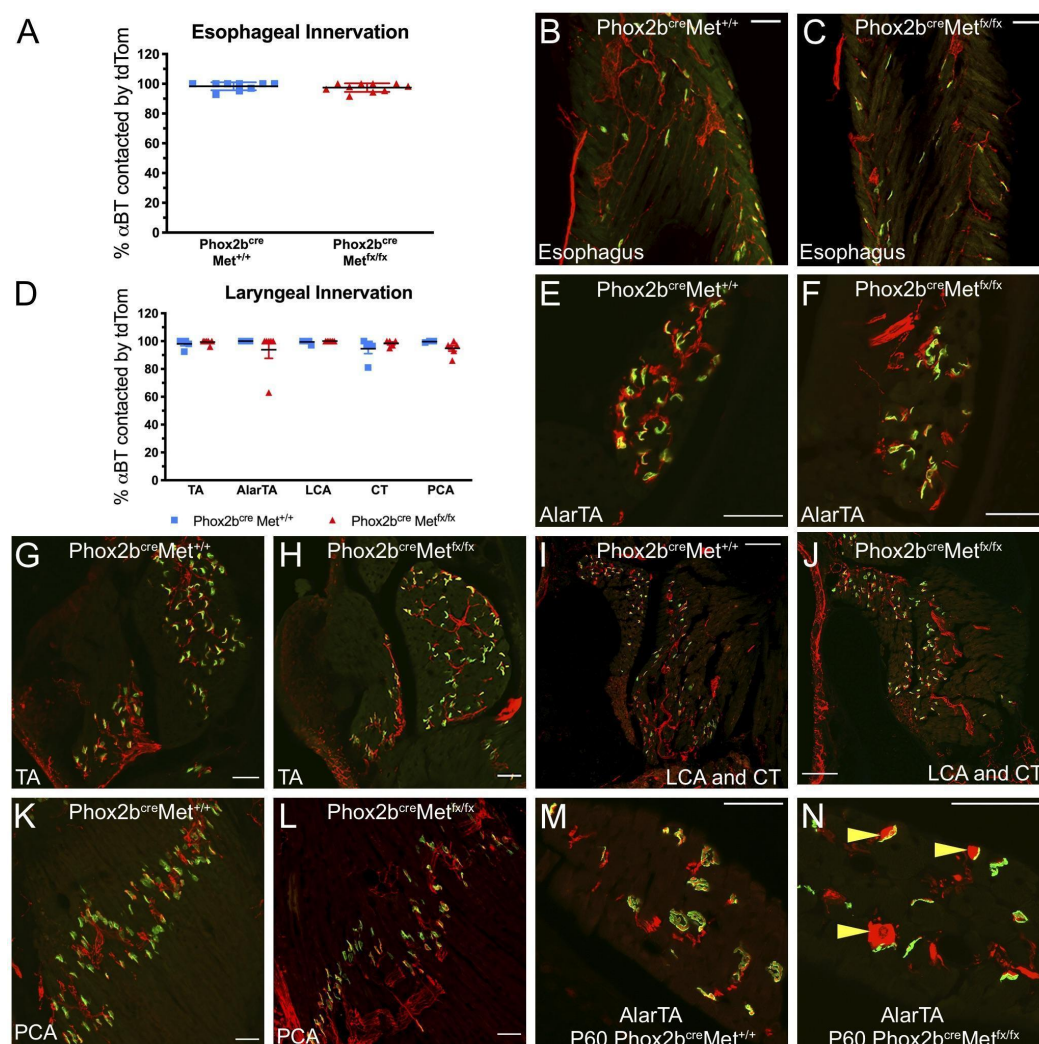 A
Esophageal Innervation
% αBT contacted by tdTom
120
100
80
60
40
20
0
Phox2bcre
Met+/+
Phox2bcre
Metfx/fx
B
Phox2bcreMet+/+
Esophagus
C
Phox2bcreMetfx/fx
Esophagus
D
Laryngeal Innervation
% αBT contacted by tdTom
120
100
80
60
40
20
0
TA AlarTA LCA CT PCA
Phox2bcre Met+/+ Phox2bcre Metfx/fx
E
Phox2bcreMet+/+
AlarTA
F
Phox2bcreMetfx/fx
AlarTA
G
Phox2bcreMet+/+
TA
H
Phox2bcreMetfx/fx
TA
I
Phox2bcreMet+/+
LCA and CT
J
Phox2bcreMetfx/fx
LCA and CT
K
Phox2bcreMet+/+
PCA
L
Phox2bcreMetfx/fx
PCA
M
AlarTA
P60 Phox2bcreMet+/+
N
AlarTA
P60 Phox2bcreMetfx/fx